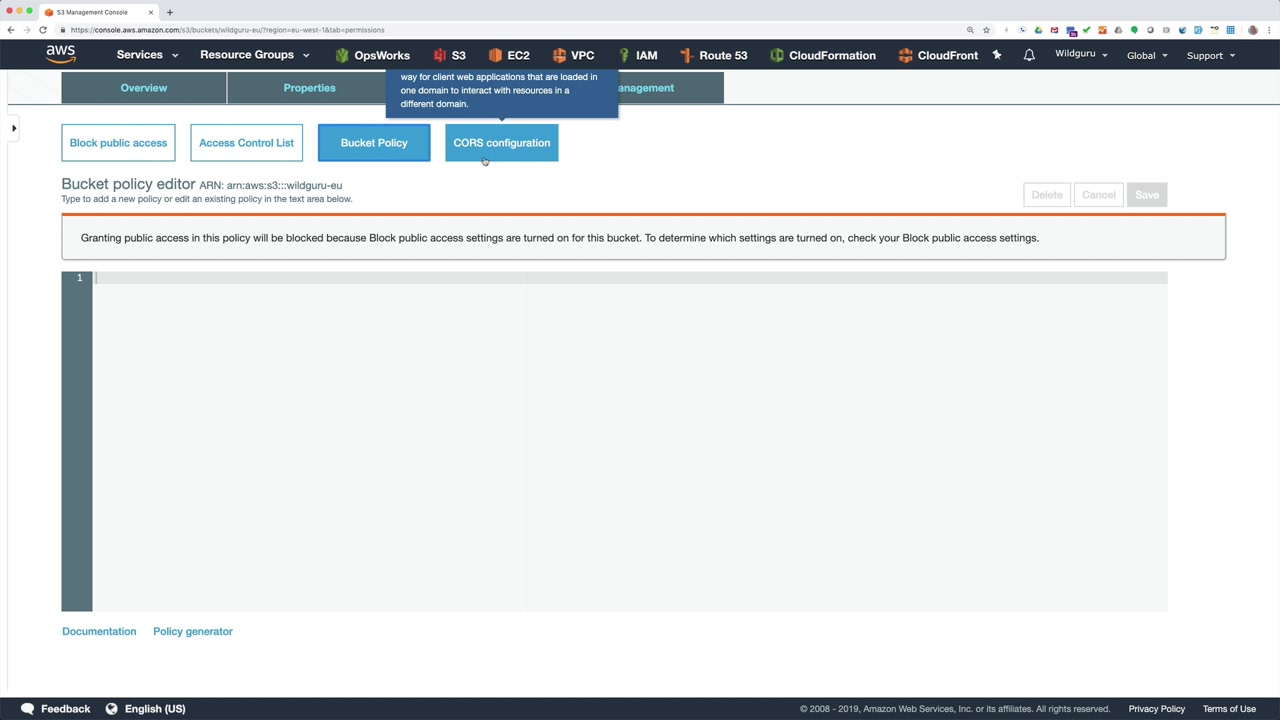 S3 Management Console
https://console.aws.amazon.com/s3/buckets/wildguru-eu/?region=eu-west-1&tab=permissions
aws Services Resource Groups OpsWorks S3 EC2 VPC IAM Route 53 CloudFormation CloudFront Wildguru Global Support
way for client web applications that are loaded in
one domain to interact with resources in a
different domain.
Overview Properties anagement
Block public access Access Control List Bucket Policy CORS configuration
Bucket policy editor ARN: arn:aws:s3:::wildguru-eu
Type to add a new policy or edit an existing policy in the text area below.
Delete Cancel Save
Granting public access in this policy will be blocked because Block public access settings are turned on for this bucket. To determine which settings are turned on, check your Block public access settings.
1
Documentation Policy generator
Feedback English (US) © 2008 - 2019, Amazon Web Services, Inc. or its affiliates. All rights reserved. Privacy Policy Terms of Use